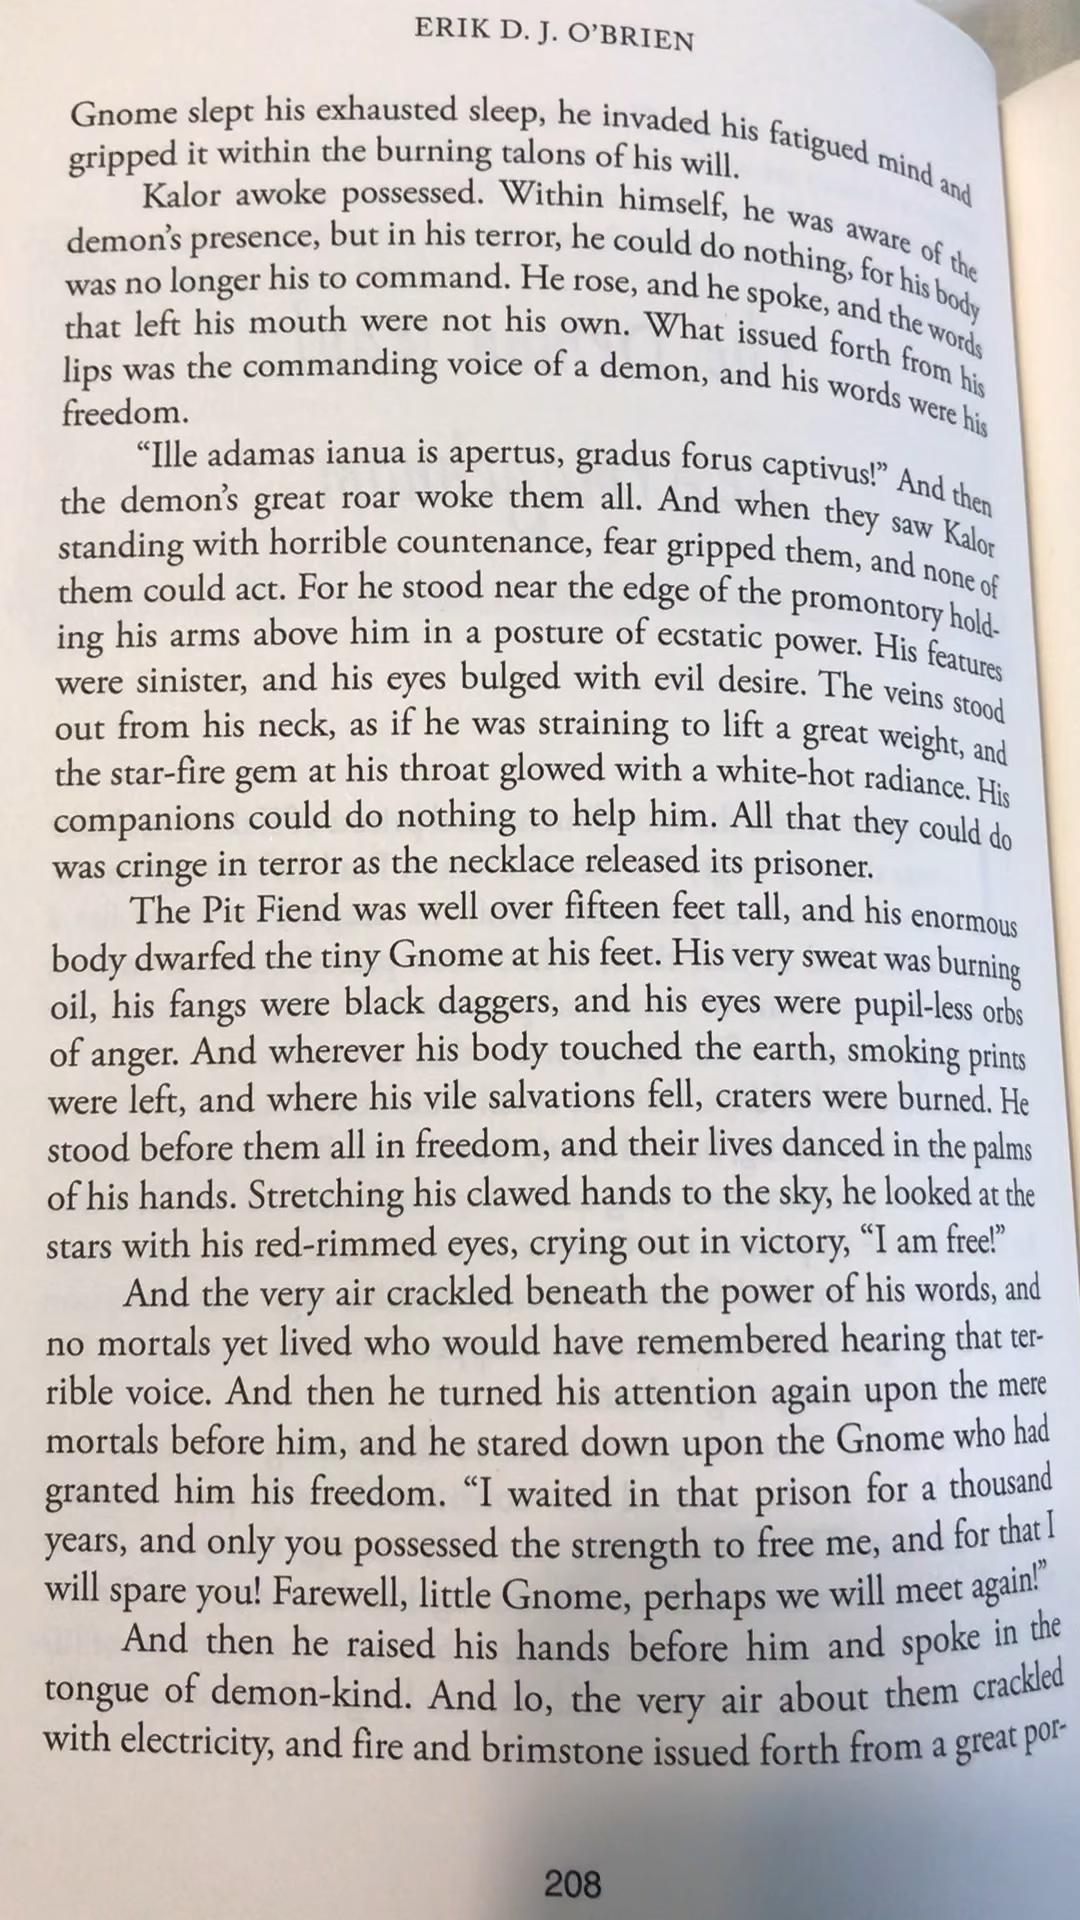 ERIK D. J. O’BRIEN
Gnome slept his exhausted sleep, he invaded his fatigued mind and
gripped it within the burning talons of his will.
Kalor awoke possessed. Within himself, he was aware of the
demon’s presence, but in his terror, he could do nothing, for his body
was no longer his to command. He rose, and he spoke, and the words
that left his mouth were not his own. What issued forth from his
lips was the commanding voice of a demon, and his words were his
freedom.
“Ille adamas ianua is apertus, gradus forus captivus!” And then
the demon’s great roar woke them all. And when they saw Kalor
standing with horrible countenance, fear gripped them, and none of
them could act. For he stood near the edge of the promontory hold-
ing his arms above him in a posture of ecstatic power. His features
were sinister, and his eyes bulged with evil desire. The veins stood
out from his neck, as if he was straining to lift a great weight, and
the star-fire gem at his throat glowed with a white-hot radiance. His
companions could do nothing to help him. All that they could do
was cringe in terror as the necklace released its prisoner.
The Pit Fiend was well over fifteen feet tall, and his enormous
body dwarfed the tiny Gnome at his feet. His very sweat was burning
oil, his fangs were black daggers, and his eyes were pupil-less orbs
of anger. And wherever his body touched the earth, smoking prints
were left, and where his vile salvations fell, craters were burned. He
stood before them all in freedom, and their lives danced in the palms
of his hands. Stretching his clawed hands to the sky, he looked at the
stars with his red-rimmed eyes, crying out in victory, “I am free!”
And the very air crackled beneath the power of his words, and
no mortals yet lived who would have remembered hearing that ter-
rible voice. And then he turned his attention again upon the mere
mortals before him, and he stared down upon the Gnome who had
granted him his freedom. “I waited in that prison for a thousand
years, and only you possessed the strength to free me, and for that I
will spare you! Farewell, little Gnome, perhaps we will meet again!”
And then he raised his hands before him and spoke in the
tongue of demon-kind. And lo, the very air about them crackled
with electricity, and fire and brimstone issued forth from a great por-
208